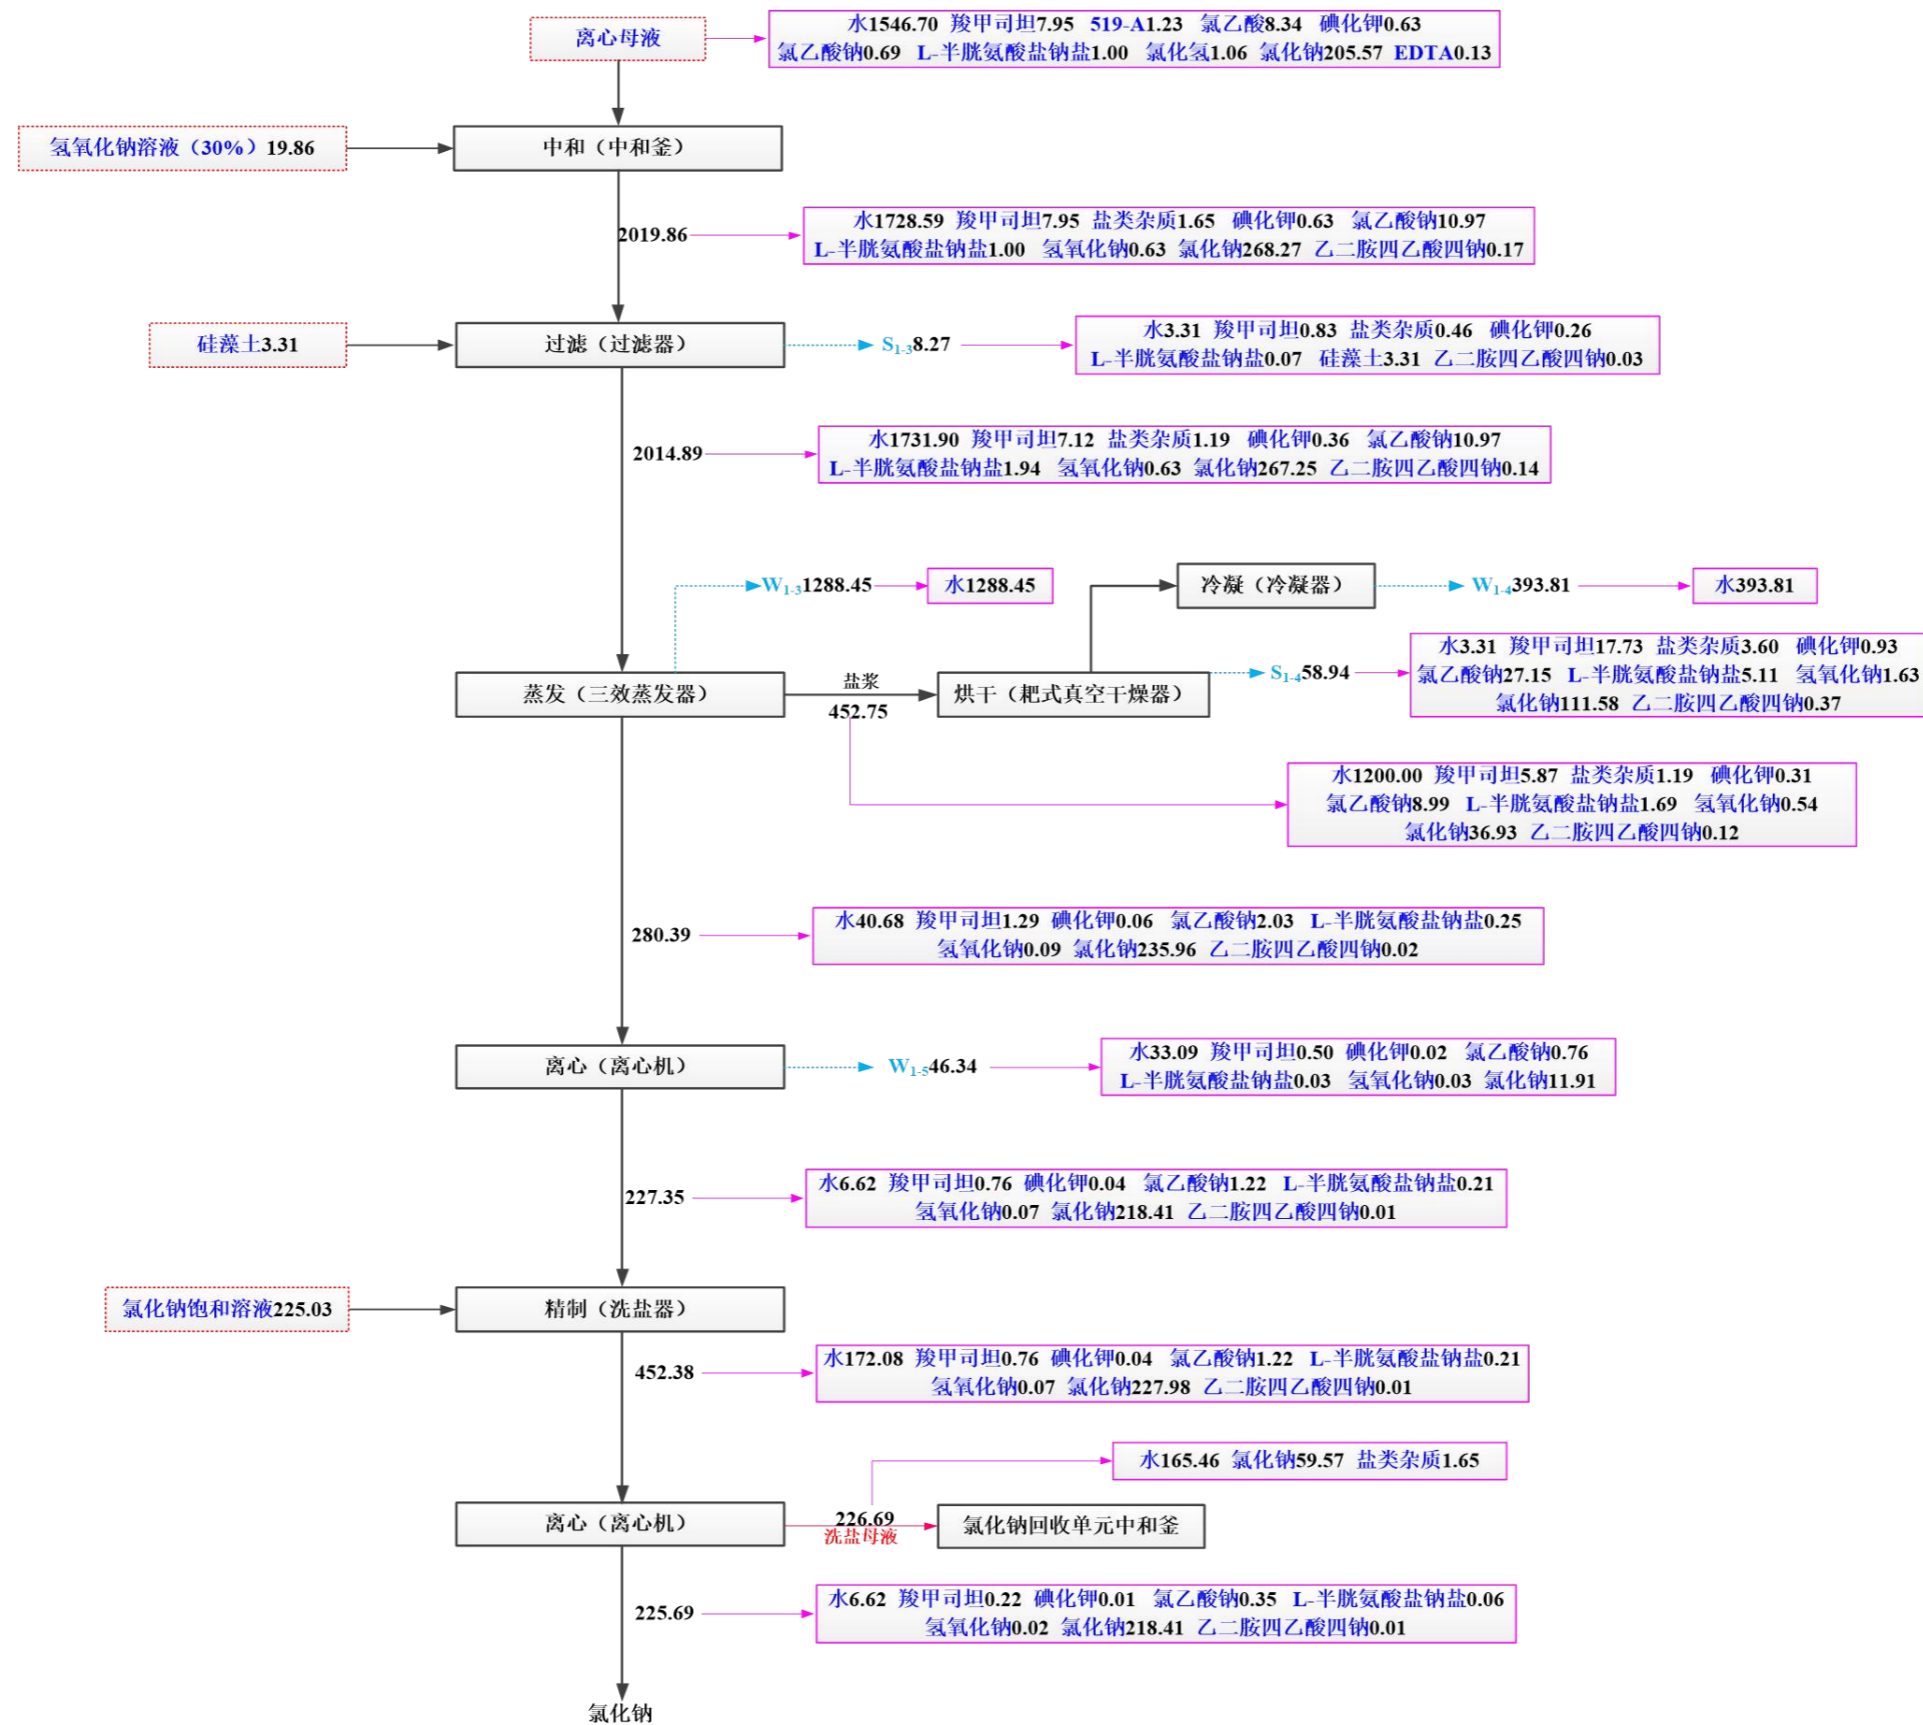 离心母液
水1546.70 羧甲司坦7.95 519-A1.23 氯乙酸8.34 碘化钾0.63
氯乙酸钠0.69 L-半胱氨酸盐钠盐1.00 氯化氢1.06 氯化钠205.57 EDTA0.13
氢氧化钠溶液（30%）19.86
中和（中和釜）
2019.86
水1728.59 羧甲司坦7.95 盐类杂质1.65 碘化钾0.63 氯乙酸钠10.97
L-半胱氨酸盐钠盐1.00 氢氧化钠0.63 氯化钠268.27 乙二胺四乙酸四钠0.17
硅藻土3.31
过滤（过滤器）
S1-38.27
水3.31 羧甲司坦0.83 盐类杂质0.46 碘化钾0.26
L-半胱氨酸盐钠盐0.07 硅藻土3.31 乙二胺四乙酸四钠0.03
2014.89
水1731.90 羧甲司坦7.12 盐类杂质1.19 碘化钾0.36 氯乙酸钠10.97
L-半胱氨酸盐钠盐1.94 氢氧化钠0.63 氯化钠267.25 乙二胺四乙酸四钠0.14
W1-31288.45
水1288.45
冷凝（冷凝器）
W1-4393.81
水393.81
蒸发（三效蒸发器）
盐浆
452.75
烘干（耙式真空干燥器）
S1-458.94
水3.31 羧甲司坦17.73 盐类杂质3.60 碘化钾0.93
氯乙酸钠27.15 L-半胱氨酸盐钠盐5.11 氢氧化钠1.63
氯化钠111.58 乙二胺四乙酸四钠0.37
水1200.00 羧甲司坦5.87 盐类杂质1.19 碘化钾0.31
氯乙酸钠8.99 L-半胱氨酸盐钠盐1.69 氢氧化钠0.54
氯化钠36.93 乙二胺四乙酸四钠0.12
280.39
水40.68 羧甲司坦1.29 碘化钾0.06 氯乙酸钠2.03 L-半胱氨酸盐钠盐0.25
氢氧化钠0.09 氯化钠235.96 乙二胺四乙酸四钠0.02
离心（离心机）
W1-546.34
水33.09 羧甲司坦0.50 碘化钾0.02 氯乙酸钠0.76
L-半胱氨酸盐钠盐0.03 氢氧化钠0.03 氯化钠11.91
227.35
水6.62 羧甲司坦0.76 碘化钾0.04 氯乙酸钠1.22 L-半胱氨酸盐钠盐0.21
氢氧化钠0.07 氯化钠218.41 乙二胺四乙酸四钠0.01
氯化钠饱和溶液225.03
精制（洗盐器）
452.38
水172.08 羧甲司坦0.76 碘化钾0.04 氯乙酸钠1.22 L-半胱氨酸盐钠盐0.21
氢氧化钠0.07 氯化钠227.98 乙二胺四乙酸四钠0.01
水165.46 氯化钠59.57 盐类杂质1.65
离心（离心机）
226.69
洗盐母液
氯化钠回收单元中和釜
225.69
水6.62 羧甲司坦0.22 碘化钾0.01 氯乙酸钠0.35 L-半胱氨酸盐钠盐0.06
氢氧化钠0.02 氯化钠218.41 乙二胺四乙酸四钠0.01
氯化钠